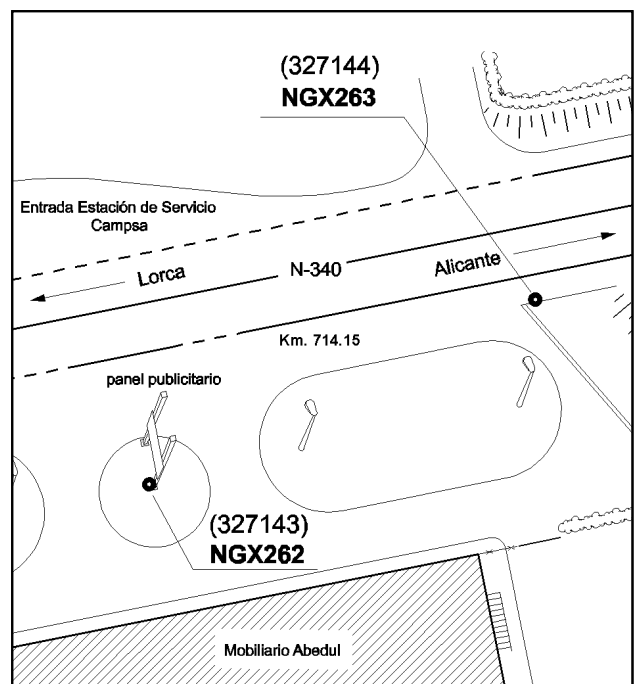 (327144)
NGX263
Entrada Estación de Servicio
Campsa
Lorca
N-340
Alicante
Km. 714.15
panel publicitario
(327143)
NGX262
Mobiliario Abedul